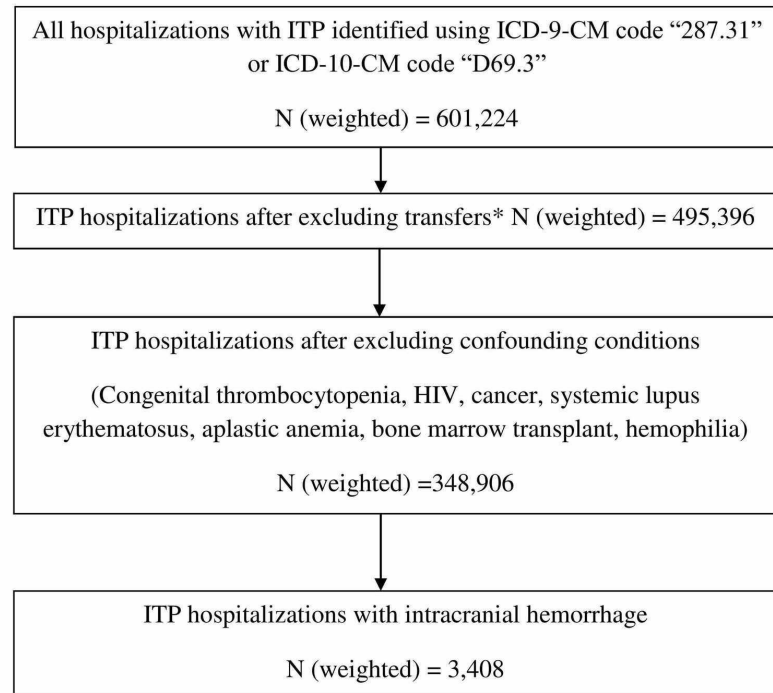 All hospitalizations with ITP identified using ICD-9-CM code “287.31”
or ICD-10-CM code “D69.3”
N (weighted) = 601,224
ITP hospitalizations after excluding transfers* N (weighted) = 495,396
ITP hospitalizations after excluding confounding conditions
(Congenital thrombocytopenia, HIV, cancer, systemic lupus
erythematosus, aplastic anemia, bone marrow transplant, hemophilia)
N (weighted) =348,906
ITP hospitalizations with intracranial hemorrhage
N (weighted) = 3,408